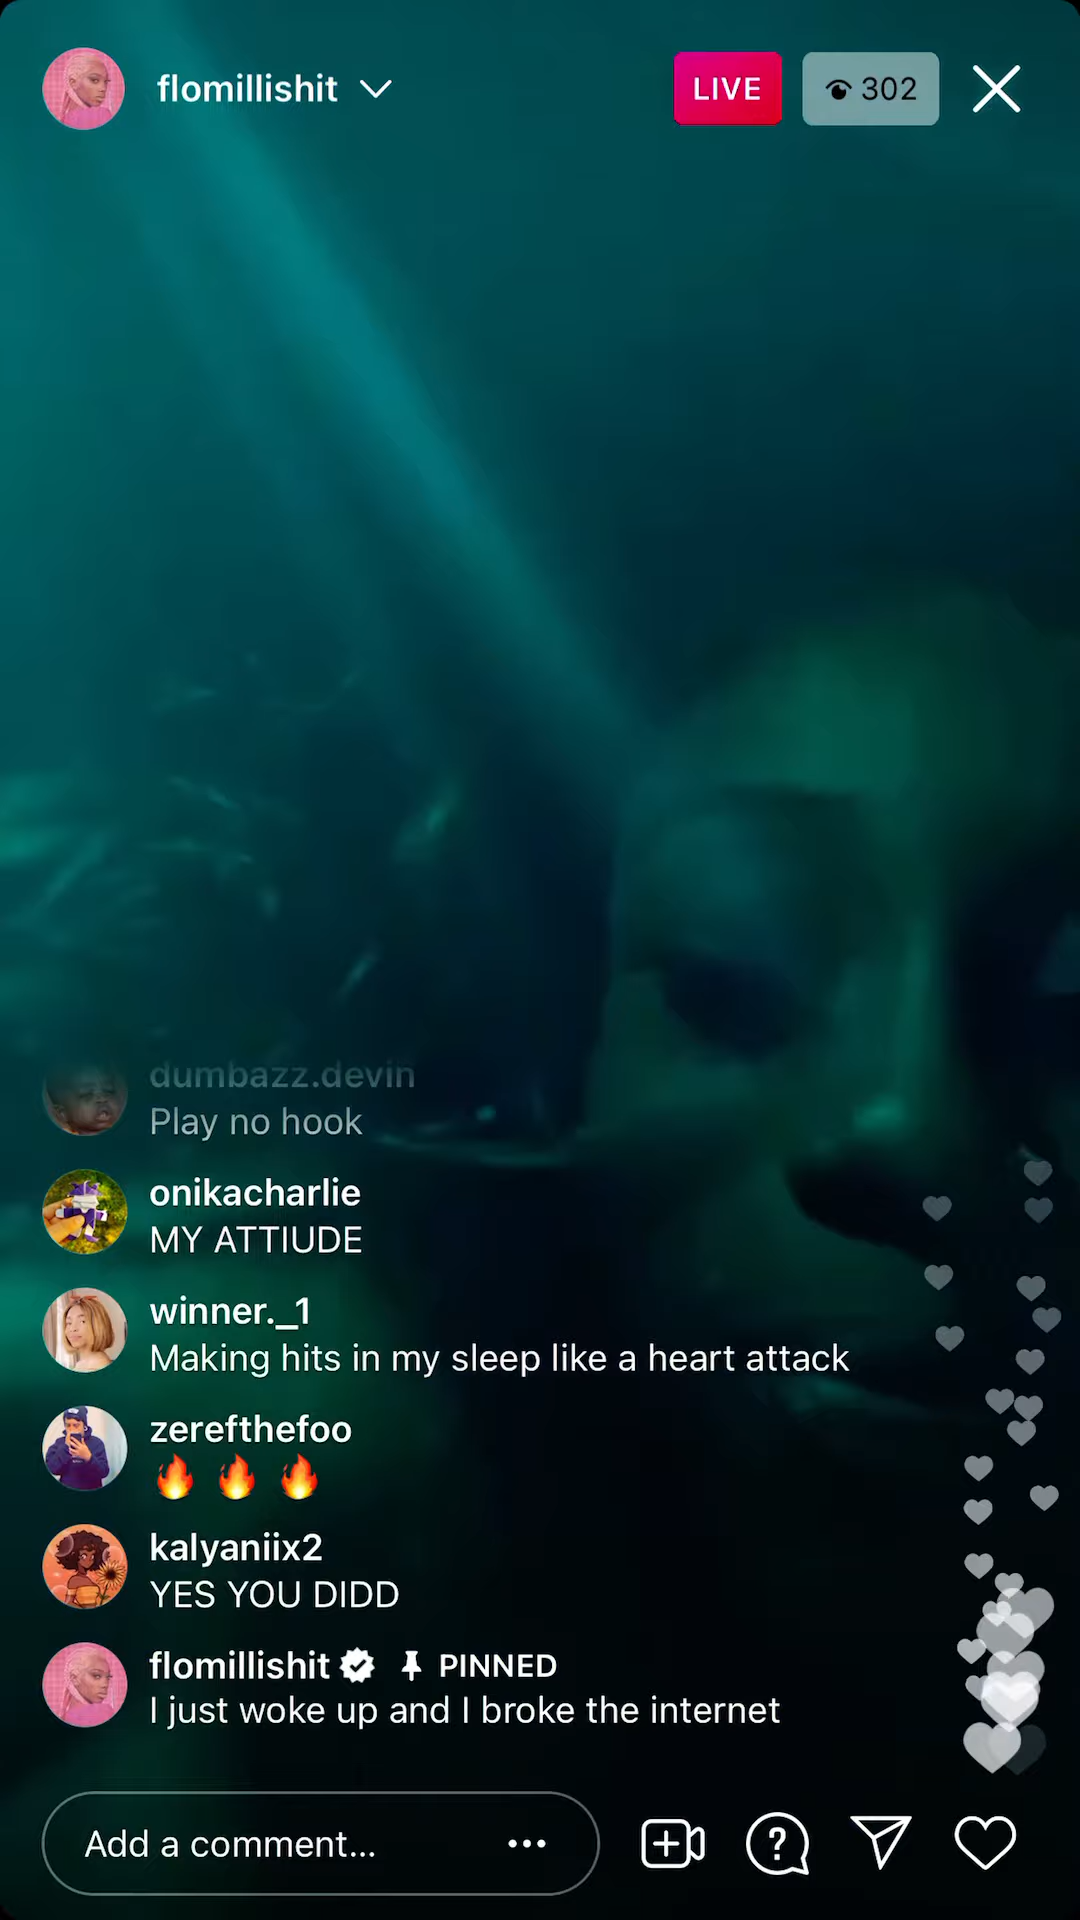 flomillishit
LIVE
302
dumbazz.devin
Play no hook
onikacharlie
MY ATTIUDE
winner._1
Making hits in my sleep like a heart attack
zerefthefoo
🔥 🔥 🔥
kalyaniix2
YES YOU DIDD
flomillishit PINNED
I just woke up and I broke the internet
Add a comment...